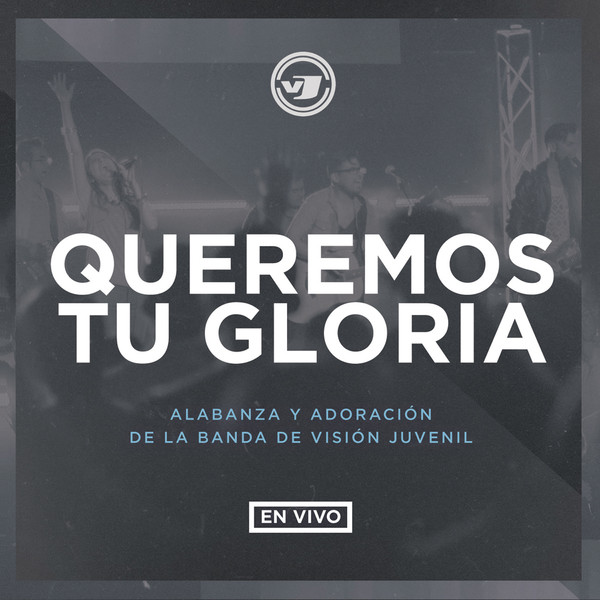 VJ
QUEREMOS
TU GLORIA
ALABANZA Y ADORACIÓN
DE LA BANDA DE VISIÓN JUVENIL
EN VIVO